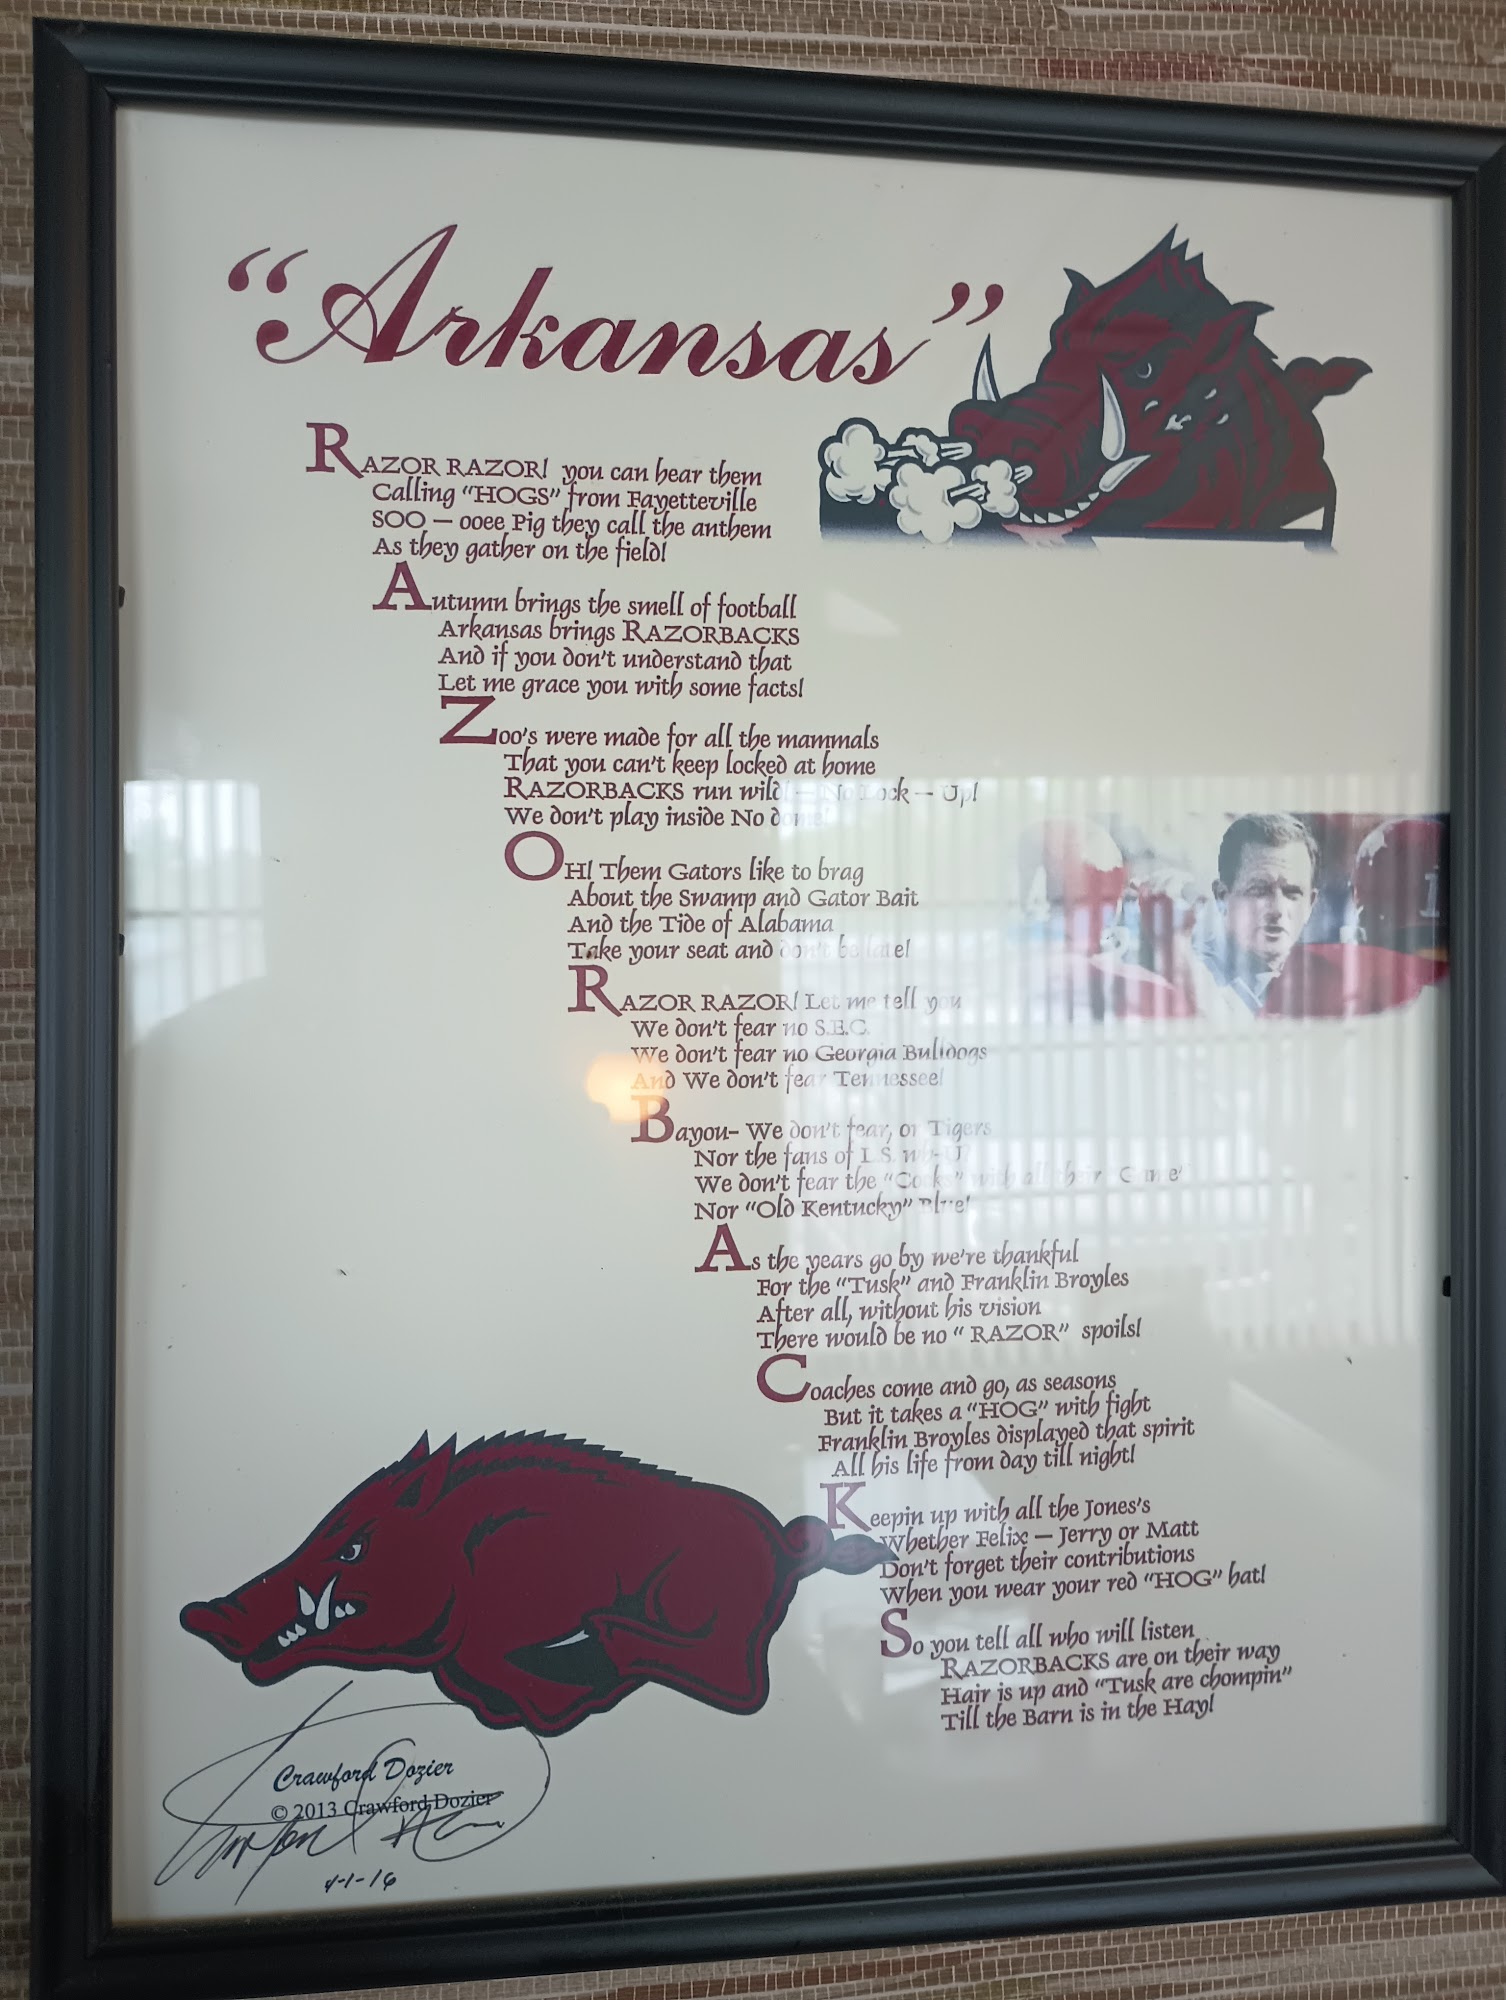 "Arkansas"
RAZOR RAZOR! you can hear them
Calling "HOGS" from Fayetteville
SOO – ooee Pig they call the anthem
As they gather on the field!
Autumn brings the smell of football
Arkansas brings RAZORBACKS
And if you don't understand that
Let me grace you with some facts!
Zoo's were made for all the mammals
That you can't keep locked at home
RAZORBACKS run wild! – No Lock – Up!
We don't play inside No dome!
OH! Them Gators like to brag
About the Swamp and Gator Bait
And the Tide of Alabama
Take your seat and don't be late!
RAZOR RAZOR! Let me tell you
We don't fear no S.E.C.
We don't fear no Georgia Bulldogs
And We don't fear Tennessee!
Bayou- We don't fear, or Tigers
Nor the fans of L.S.
We don't fear the "Cocks" with all their
Nor "Old Kentucky" Blue!
As the years go by we're thankful
For the "Tusk" and Franklin Broyles
After all, without his vision
There would be no " RAZOR" spoils!
Coaches come and go, as seasons
But it takes a "HOG" with fight
Franklin Broyles displayed that spirit
All his life from day till night!
Keepin up with all the Jones's
Whether Felix – Jerry or Matt
Don't forget their contributions
When you wear your red "HOG" hat!
So you tell all who will listen
RAZORBACKS are on their way
Hair is up and "Tusk are chompin"
Till the Barn is in the Hay!
Crawford Dozier
© 2013 Crawford Dozier
4-1-16